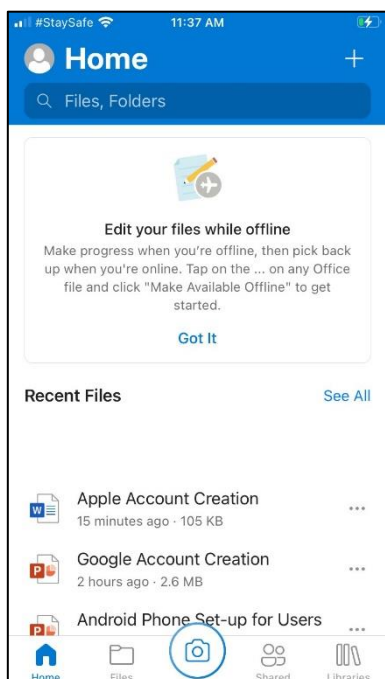 #StaySafe 11:37 AM
Home
Files, Folders
Edit your files while offline
Make progress when you're offline, then pick back
up when you're online. Tap on the ... on any Office
file and click "Make Available Offline" to get
started.
Got It
Recent Files See All
W Apple Account Creation ...
15 minutes ago · 105 KB
P Google Account Creation ...
2 hours ago · 2.6 MB
P Android Phone Set-up for Users ...
Home Files Shared Libraries